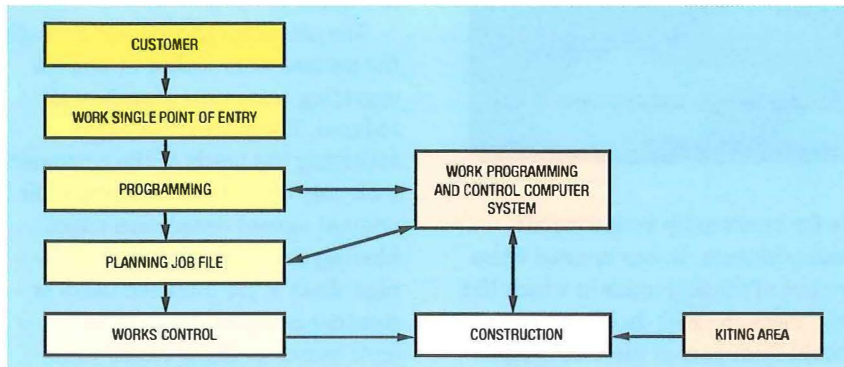 CUSTOMER
WORK SINGLE POINT OF ENTRY
PROGRAMMING
WORK PROGRAMMING
AND CONTROL COMPUTER
SYSTEM
PLANNING JOB FILE
WORKS CONTROL
CONSTRUCTION
KITING AREA